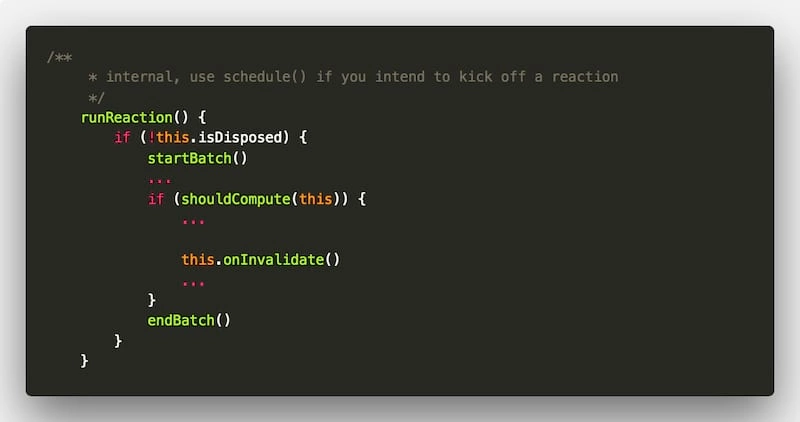 /**
* internal, use schedule() if you intend to kick off a reaction
*/
runReaction() {
if (!this.isDisposed) {
startBatch()
...
if (shouldCompute(this)) {
...
this.onInvalidate()
...
}
endBatch()
}
}